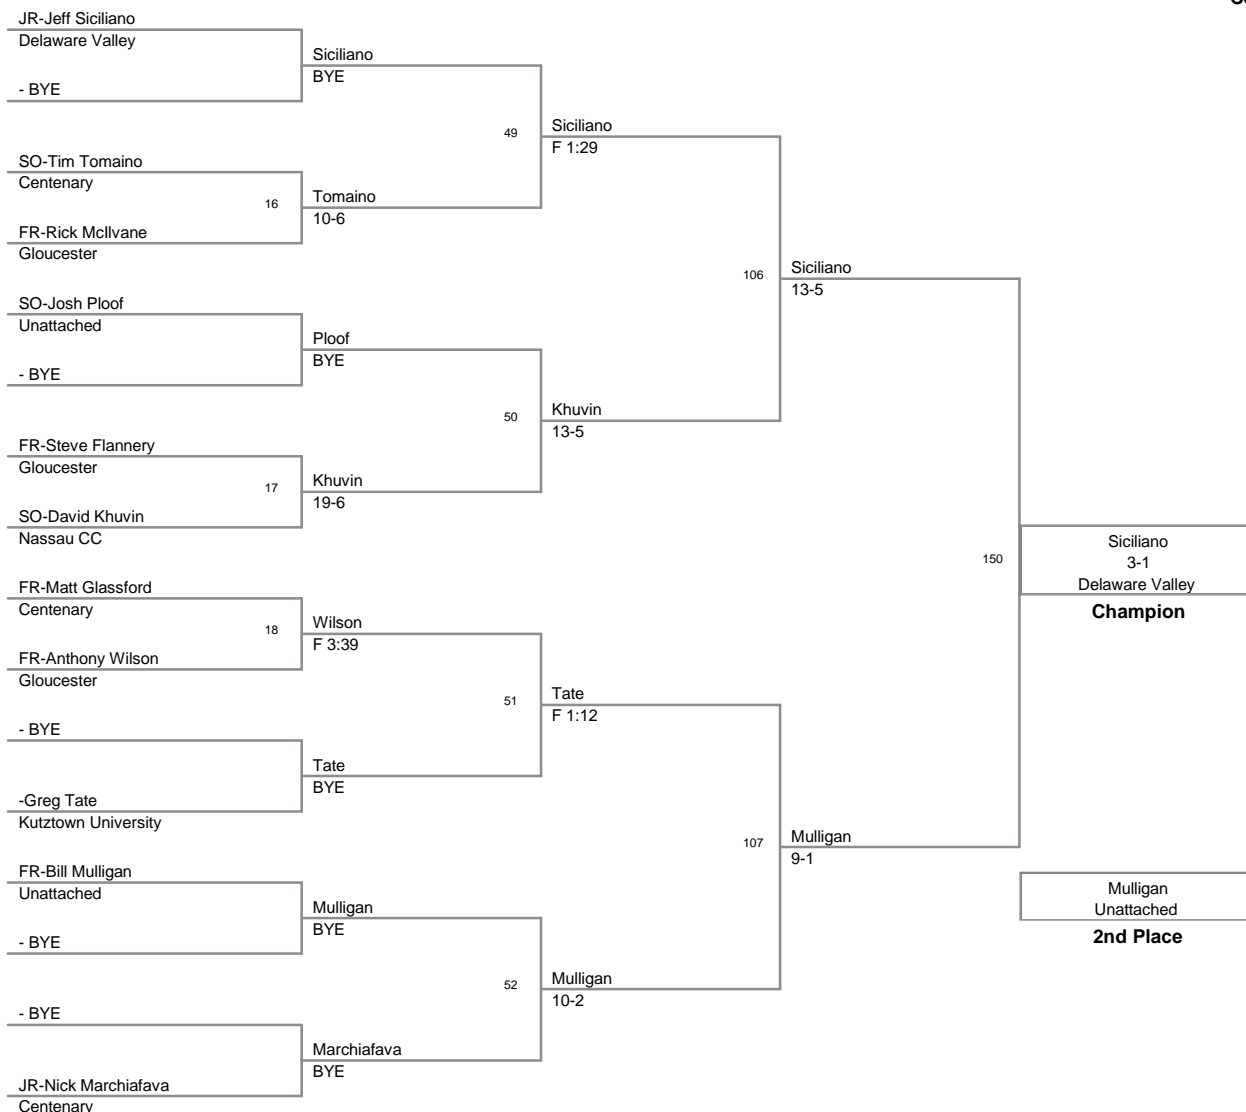 JR-Jeff Siciliano
Delaware Valley
- BYE
SO-Tim Tomaino
Centenary
16
FR-Rick McIlvane
Gloucester
SO-Josh Ploof
Unattached
- BYE
FR-Steve Flannery
Gloucester
17
SO-David Khuvin
Nassau CC
FR-Matt Glassford
Centenary
18
FR-Anthony Wilson
Gloucester
- BYE
-Greg Tate
Kutztown University
FR-Bill Mulligan
Unattached
- BYE
- BYE
JR-Nick Marchiafava
Centenary
Siciliano
BYE
49
Tomaino
10-6
Ploof
BYE
50
Khuvin
19-6
Wilson
F 3:39
51
Tate
BYE
Mulligan
BYE
52
Marchiafava
BYE
Siciliano
F 1:29
106
Khuvin
13-5
Tate
F 1:12
107
Mulligan
10-2
Siciliano
13-5
150
Mulligan
9-1
Siciliano
3-1
Delaware Valley
Champion
Mulligan
Unattached
2nd Place